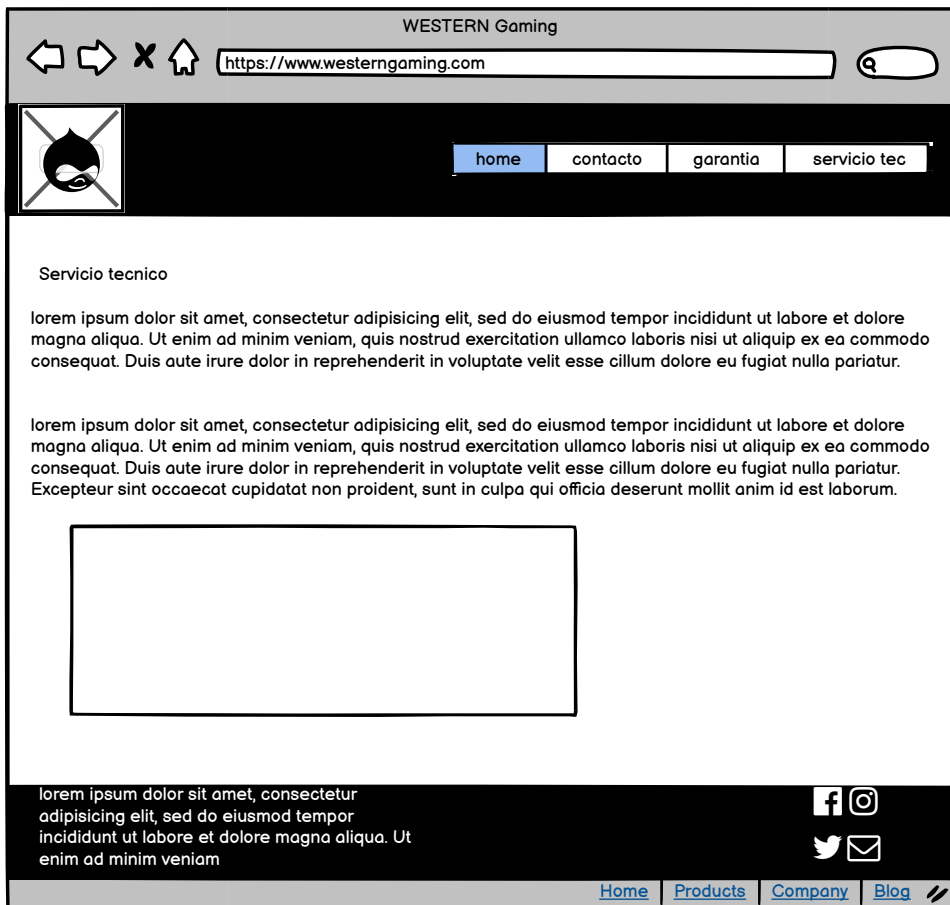 WESTERN Gaming
https://www.westerngaming.com
home contacto garantia servicio tec
Servicio tecnico
lorem ipsum dolor sit amet, consectetur adipisicing elit, sed do eiusmod tempor incididunt ut labore et dolore
magna aliqua. Ut enim ad minim veniam, quis nostrud exercitation ullamco laboris nisi ut aliquip ex ea commodo
consequat. Duis aute irure dolor in reprehenderit in voluptate velit esse cillum dolore eu fugiat nulla pariatur.
lorem ipsum dolor sit amet, consectetur adipisicing elit, sed do eiusmod tempor incididunt ut labore et dolore
magna aliqua. Ut enim ad minim veniam, quis nostrud exercitation ullamco laboris nisi ut aliquip ex ea commodo
consequat. Duis aute irure dolor in reprehenderit in voluptate velit esse cillum dolore eu fugiat nulla pariatur.
Excepteur sint occaecat cupidatat non proident, sunt in culpa qui officia deserunt mollit anim id est laborum.
lorem ipsum dolor sit amet, consectetur
adipisicing elit, sed do eiusmod tempor
incididunt ut labore et dolore magna aliqua. Ut
enim ad minim veniam
Home Products Company Blog